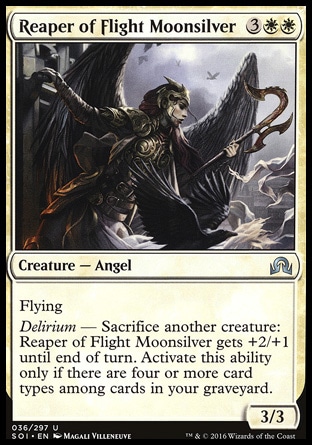 Reaper of Flight Moonsilver 3
Creature — Angel
Flying
Delirium — Sacrifice another creature:
Reaper of Flight Moonsilver gets +2/+1
until end of turn. Activate this ability
only if there are four or more card
types among cards in your graveyard.
3/3
036/297 U
SOI • EN Magali Villeneuve
™ & © 2016 Wizards of the Coast